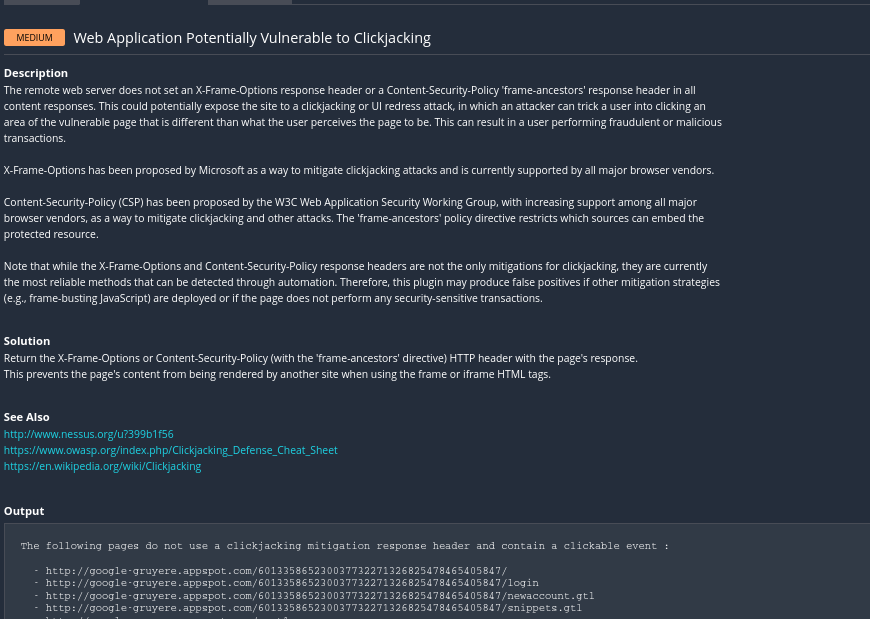 MEDIUM Web Application Potentially Vulnerable to Clickjacking
Description
The remote web server does not set an X-Frame-Options response header or a Content-Security-Policy 'frame-ancestors' response header in all
content responses. This could potentially expose the site to a clickjacking or UI redress attack, in which an attacker can trick a user into clicking an
area of the vulnerable page that is different than what the user perceives the page to be. This can result in a user performing fraudulent or malicious
transactions.
X-Frame-Options has been proposed by Microsoft as a way to mitigate clickjacking attacks and is currently supported by all major browser vendors.
Content-Security-Policy (CSP) has been proposed by the W3C Web Application Security Working Group, with increasing support among all major
browser vendors, as a way to mitigate clickjacking and other attacks. The 'frame-ancestors' policy directive restricts which sources can embed the
protected resource.
Note that while the X-Frame-Options and Content-Security-Policy response headers are not the only mitigations for clickjacking, they are currently
the most reliable methods that can be detected through automation. Therefore, this plugin may produce false positives if other mitigation strategies
(e.g., frame-busting JavaScript) are deployed or if the page does not perform any security-sensitive transactions.
Solution
Return the X-Frame-Options or Content-Security-Policy (with the 'frame-ancestors' directive) HTTP header with the page's response.
This prevents the page's content from being rendered by another site when using the frame or iframe HTML tags.
See Also
http://www.nessus.org/u?399b1f56
https://www.owasp.org/index.php/Clickjacking_Defense_Cheat_Sheet
https://en.wikipedia.org/wiki/Clickjacking
Output
The following pages do not use a clickjacking mitigation response header and contain a clickable event :
- http://google-gruyere.appspot.com/601335865230037732271326825478465405847/
- http://google-gruyere.appspot.com/601335865230037732271326825478465405847/login
- http://google-gruyere.appspot.com/601335865230037732271326825478465405847/newaccount.gtl
- http://google-gruyere.appspot.com/601335865230037732271326825478465405847/snippets.gtl